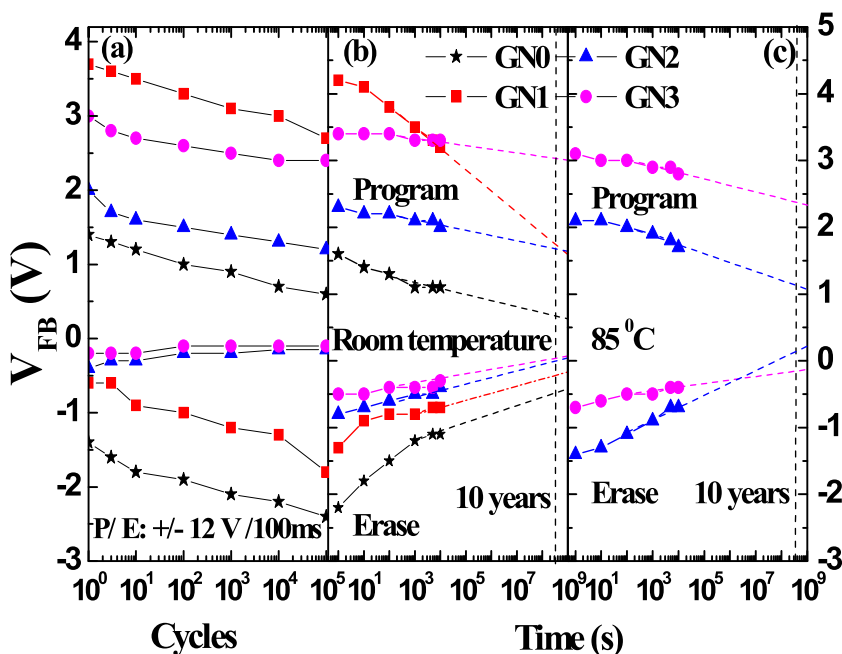 (a) (b) (c)
GN0 GN2
GN1 GN3
Program Program
Room temperature 85 ⁰C
10 years 10 years
Erase Erase
P/ E: +/- 12 V /100ms
V_FB (V)
4 3 2 1 0 -1 -2 -3
5 4 3 2 1 0 -1 -2 -3
10⁰ 10¹ 10² 10³ 10⁴ 10⁵ 10¹ 10³ 10⁵ 10⁷ 10⁹ 10¹ 10³ 10⁵ 10⁷ 10⁹
Cycles Time (s)